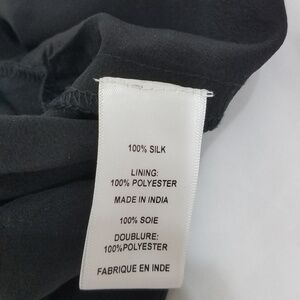 100% SILK
LINING:
100% POLYESTER
MADE IN INDIA
100% SOIE
DOUBLURE:
100%POLYESTER
FABRIQUE EN INDE